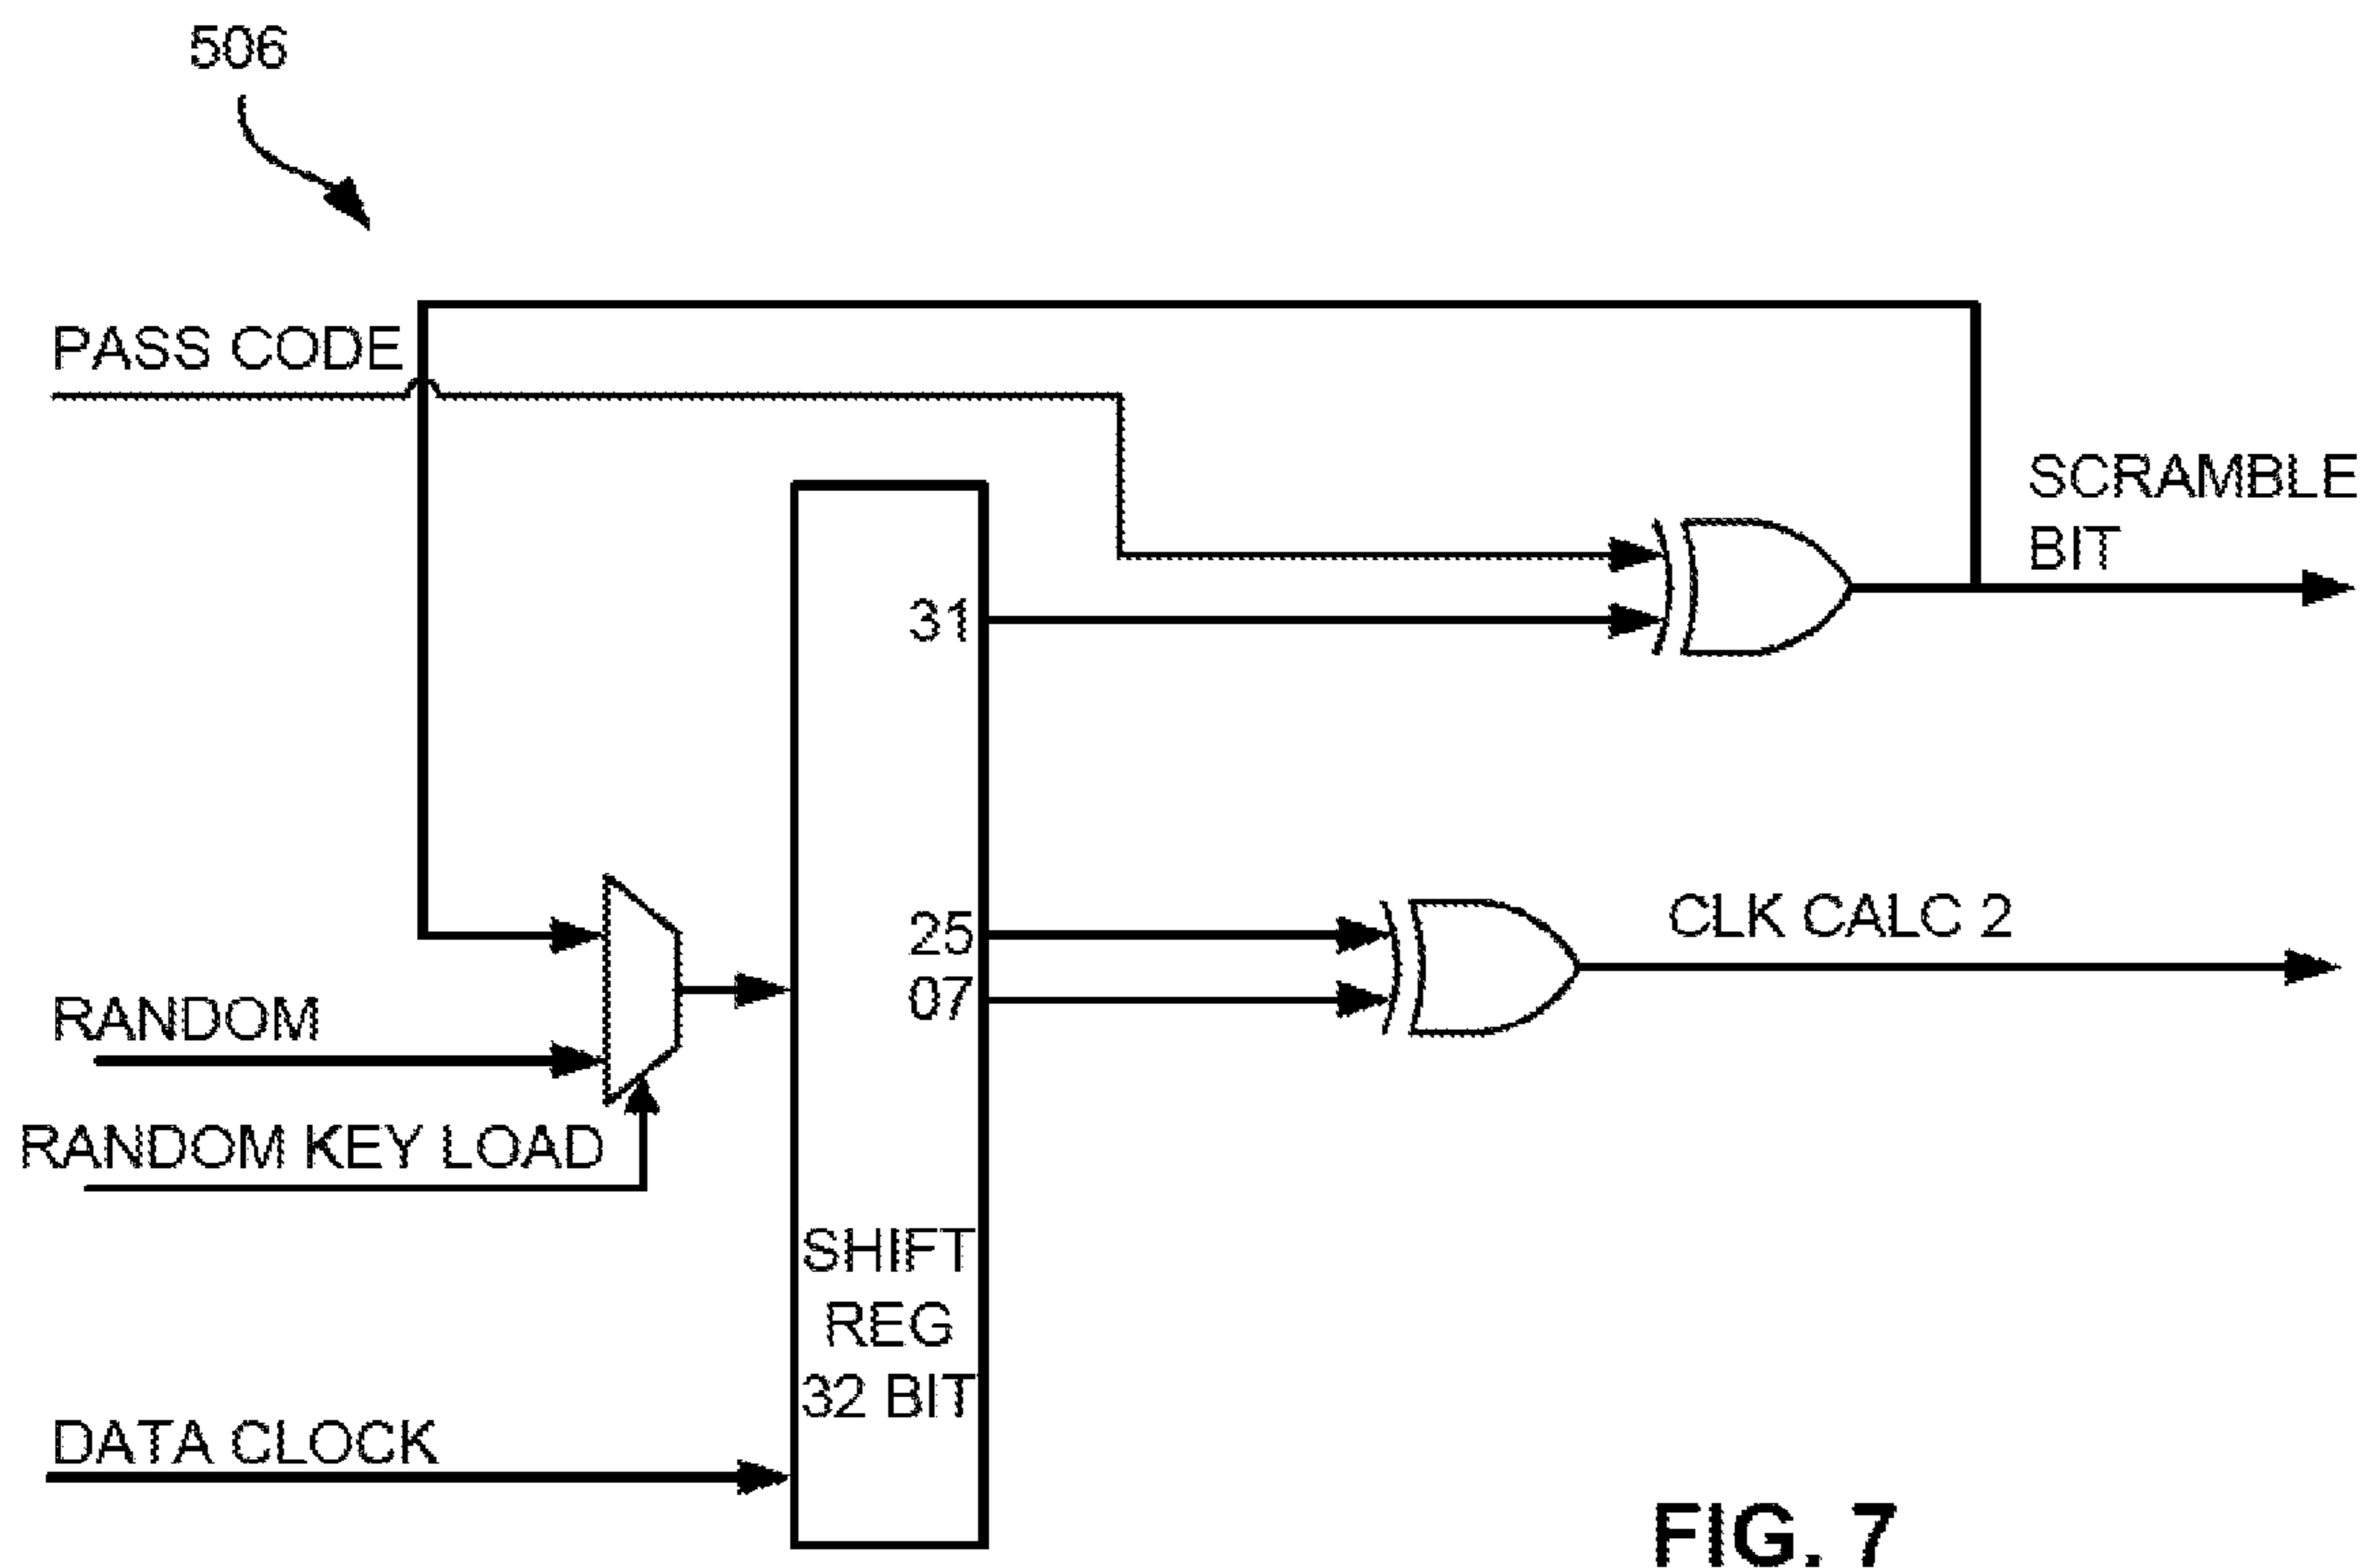 506
PASS CODE
SCRAMBLE
BIT
31
25
CLK CALC 2
07
RANDOM
RANDOM KEY LOAD
SHIFT
REG
32 BIT
DATA CLOCK
FIG. 7